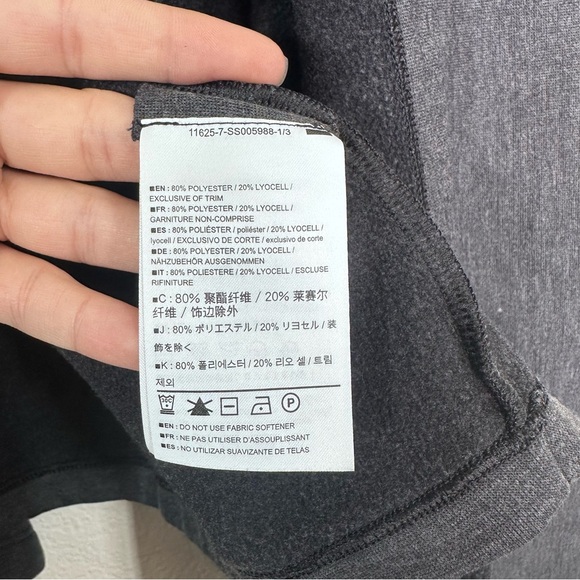 11625-7-SS005988-1/3
■EN : 80% POLYESTER / 20% LYOCELL /
EXCLUSIVE OF TRIM
■FR : 80% POLYESTER / 20% LYOCELL /
GARNITURE NON-COMPRISE
■ES : 80% POLIÉSTER / poliéster / 20% LYOCELL /
lyocell / EXCLUSIVO DE CORTE / exclusivo de corte
■DE : 80% POLYESTER / 20% LYOCELL /
NÄHZUBEHÖR AUSGENOMMEN
■IT : 80% POLIESTERE / 20% LYOCELL / ESCLUSE
RIFINITURE
■C : 80% 聚酯纤维 / 20% 莱赛尔
纤维 / 饰边除外
■J : 80% ポリエステル / 20% リヨセル / 装
飾を除く
■K : 80% 폴리에스터 / 20% 리오 셀 / 트림
제외
30C P
■EN : DO NOT USE FABRIC SOFTENER
■FR : NE PAS UTILISER D'ASSOUPLISSANT
■ES : NO UTILIZAR SUAVIZANTE DE TELAS